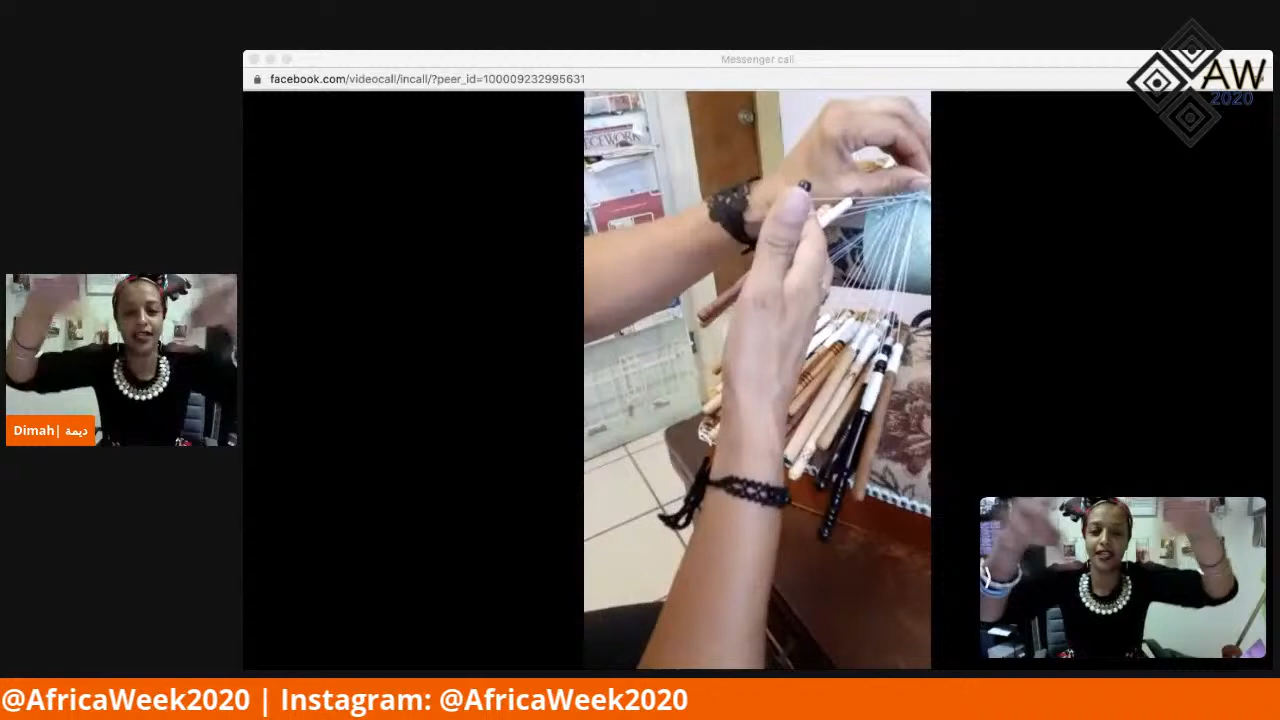 Messenger call
facebook.com/videocall/incall/?peer_id=100009232995631
AW
2020
Dimah| ديمة
@AfricaWeek2020 | Instagram: @AfricaWeek2020